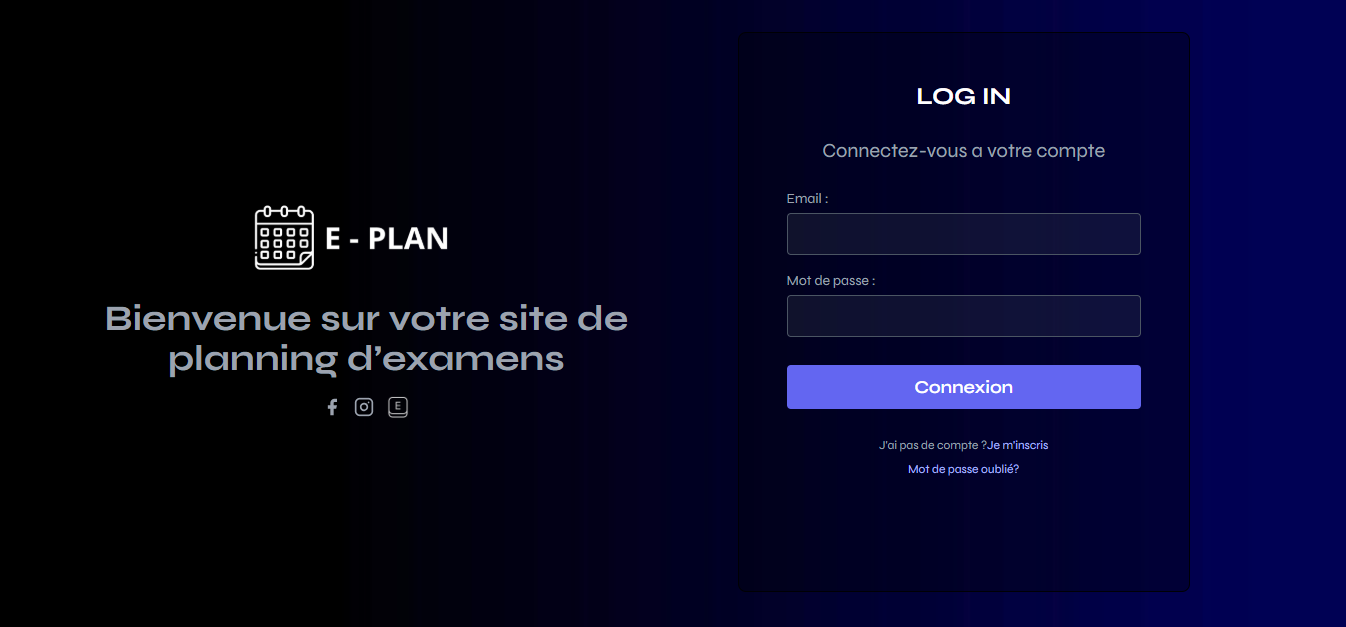 E - PLAN
Bienvenue sur votre site de
planning d’examens
E
LOG IN
Connectez-vous a votre compte
Email :
Mot de passe :
Connexion
J'ai pas de compte ?Je m'inscris
Mot de passe oublié?